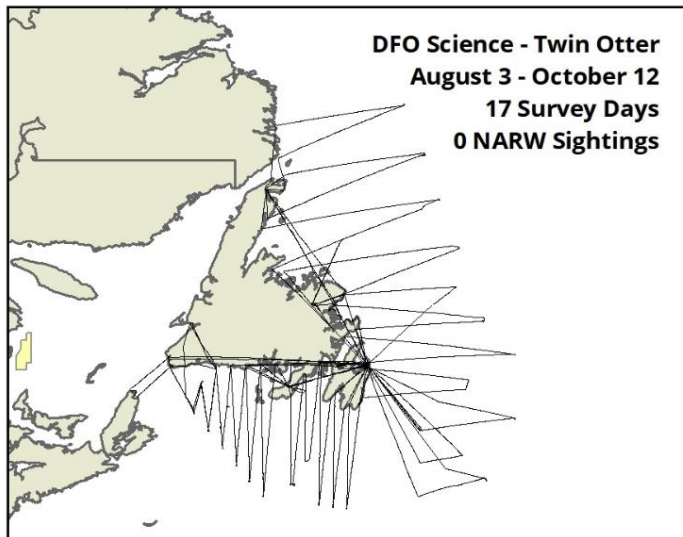 DFO Science - Twin Otter
August 3 - October 12
17 Survey Days
0 NARW Sightings